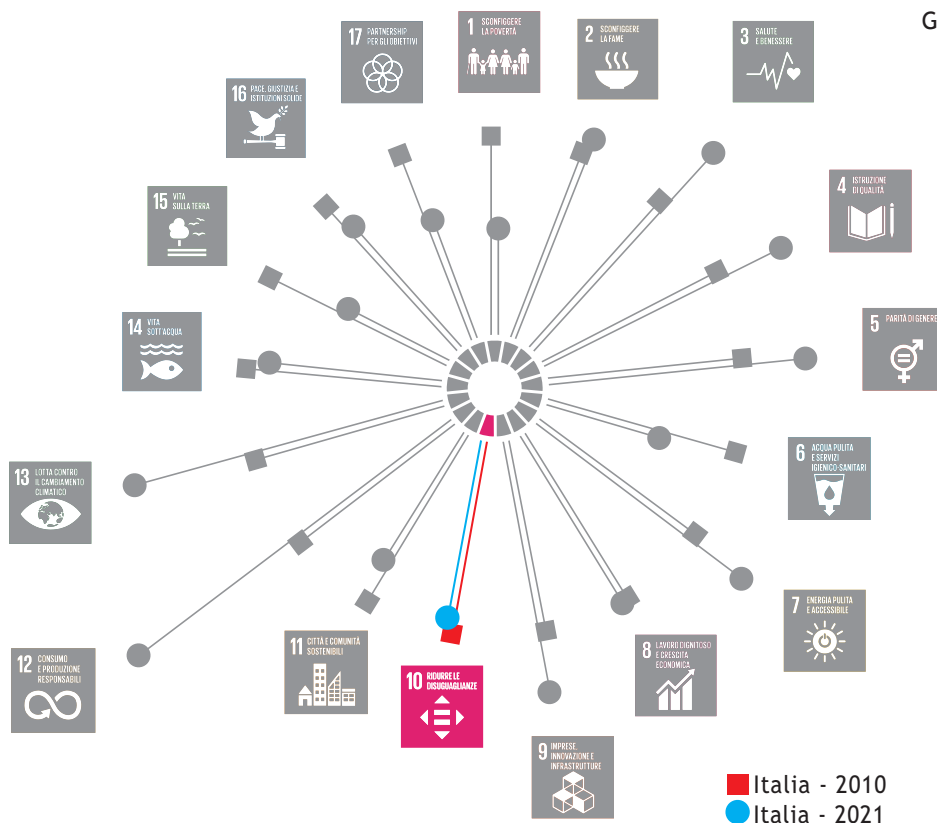 G
17 PARTNERSHIP
PER GLI OBIETTIVI
1 SCONFIGGERE
LA POVERTÀ
2 SCONFIGGERE
LA FAME
3 SALUTE
E BENESSERE
16 PACE, GIUSTIZIA E
ISTITUZIONI SOLIDE
4 ISTRUZIONE
DI QUALITÀ
15 VITA
SULLA TERRA
5 PARITÀ DI GENERE
14 VITA
SOTT'ACQUA
6 ACQUA PULITA
E SERVIZI
IGIENICO-SANITARI
13 LOTTA CONTRO
IL CAMBIAMENTO
CLIMATICO
7 ENERGIA PULITA
E ACCESSIBILE
12 CONSUMO
E PRODUZIONE
RESPONSABILI
11 CITTÀ E COMUNITÀ
SOSTENIBILI
10 RIDURRE LE
DISUGUAGLIANZE
8 LAVORO DIGNITOSO
E CRESCITA
ECONOMICA
9 IMPRESE,
INNOVAZIONE E
INFRASTRUTTURE
Italia - 2010
Italia - 2021